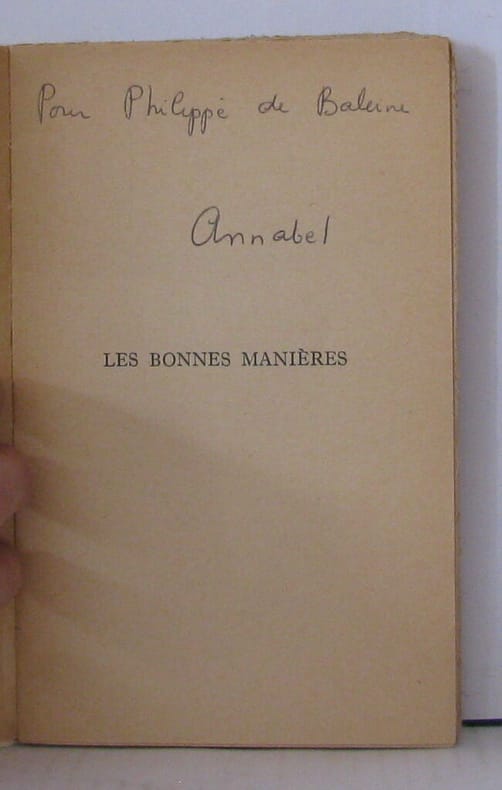 Pour Philippe de Baleine
Annabel
LES BONNES MANIÈRES